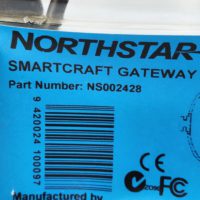 NORTHSTAR
SMARTCRAFT GATEWAY
Part Number: NS002428
9 420024 100097
CE
FC
Manufactured by